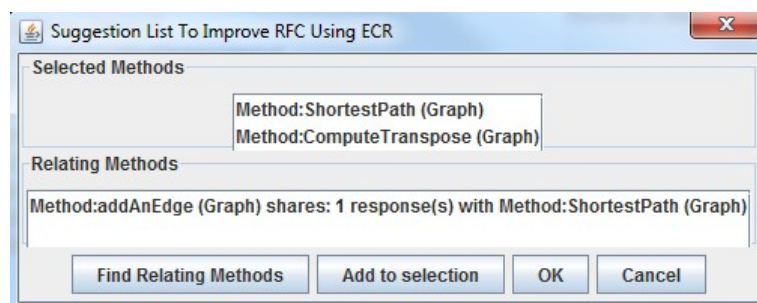 Suggestion List To Improve RFC Using ECR
X
Selected Methods
Method:ShortestPath (Graph)
Method:ComputeTranspose (Graph)
Relating Methods
Method:addAnEdge (Graph) shares: 1 response(s) with Method:ShortestPath (Graph)
Find Relating Methods Add to selection OK Cancel